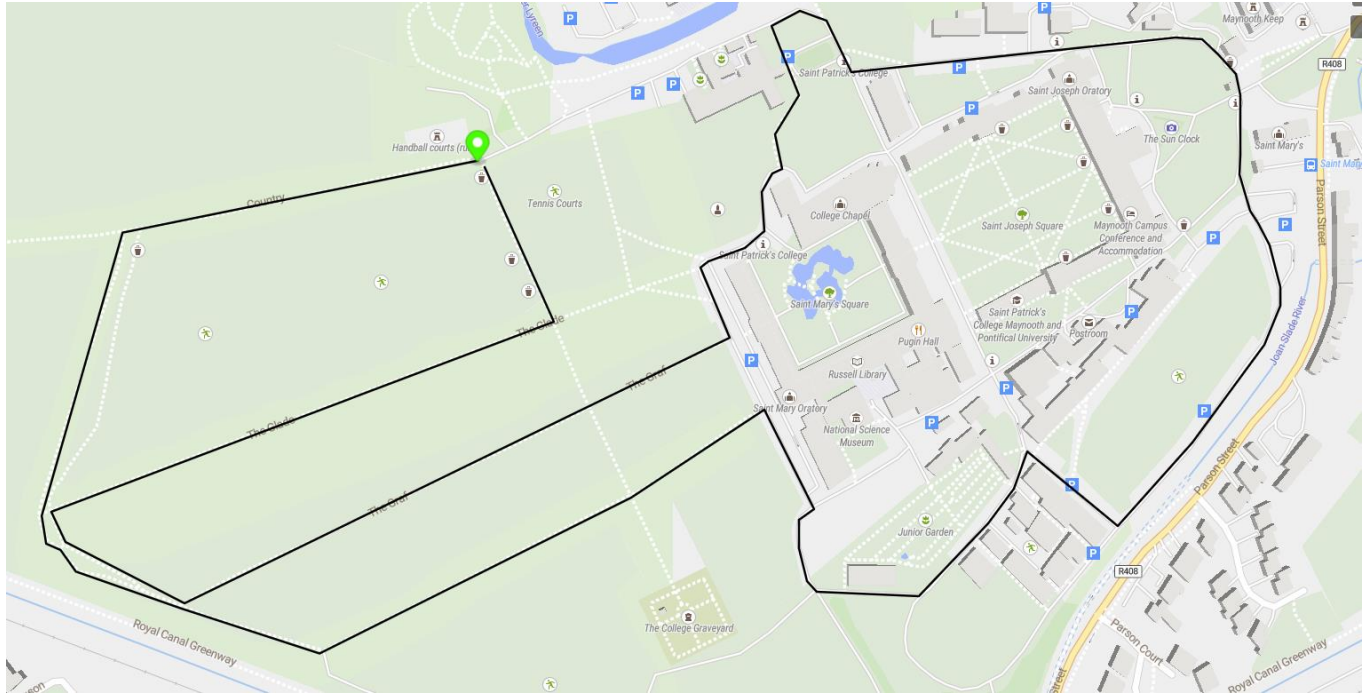 Maynooth Keep
Lyreen
P
P
R408
i
Saint Patrick's College
P
Saint Joseph Oratory
P
P
P
i
i
Handball courts (ru
The Sun Clock
Saint Mary's
Saint Mary
Country
Tennis Courts
College Chapel
Parson Street
Saint Joseph Square
Maynooth Campus
Conference and
Accommodation
P
P
i
Saint Patrick's College
Saint Mary's Square
Saint Patrick's
College Maynooth and
Pontifical University
P
Postroom
The Glade
Pugin Hall
Joan Slade River
P
Russell Library
i
The Graf
P
Saint Mary Oratory
P
National Science
Museum
P
The Glade
Parson Street
P
The Graf
Junior Garden
P
R408
The College Graveyard
Parson Court
Royal Canal Greenway
Royal Canal Greenway
Street
son